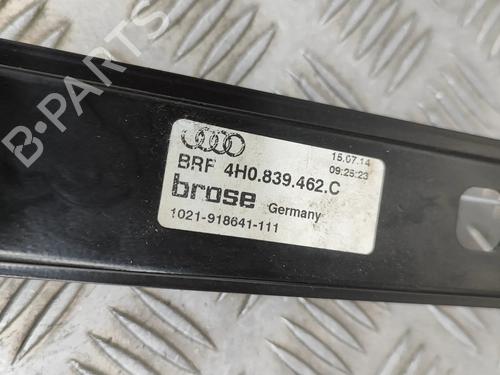 B-PARTS
15.07.14
BRF 4H0.839.462.C
09:25:23
brose Germany
1021-918641-111